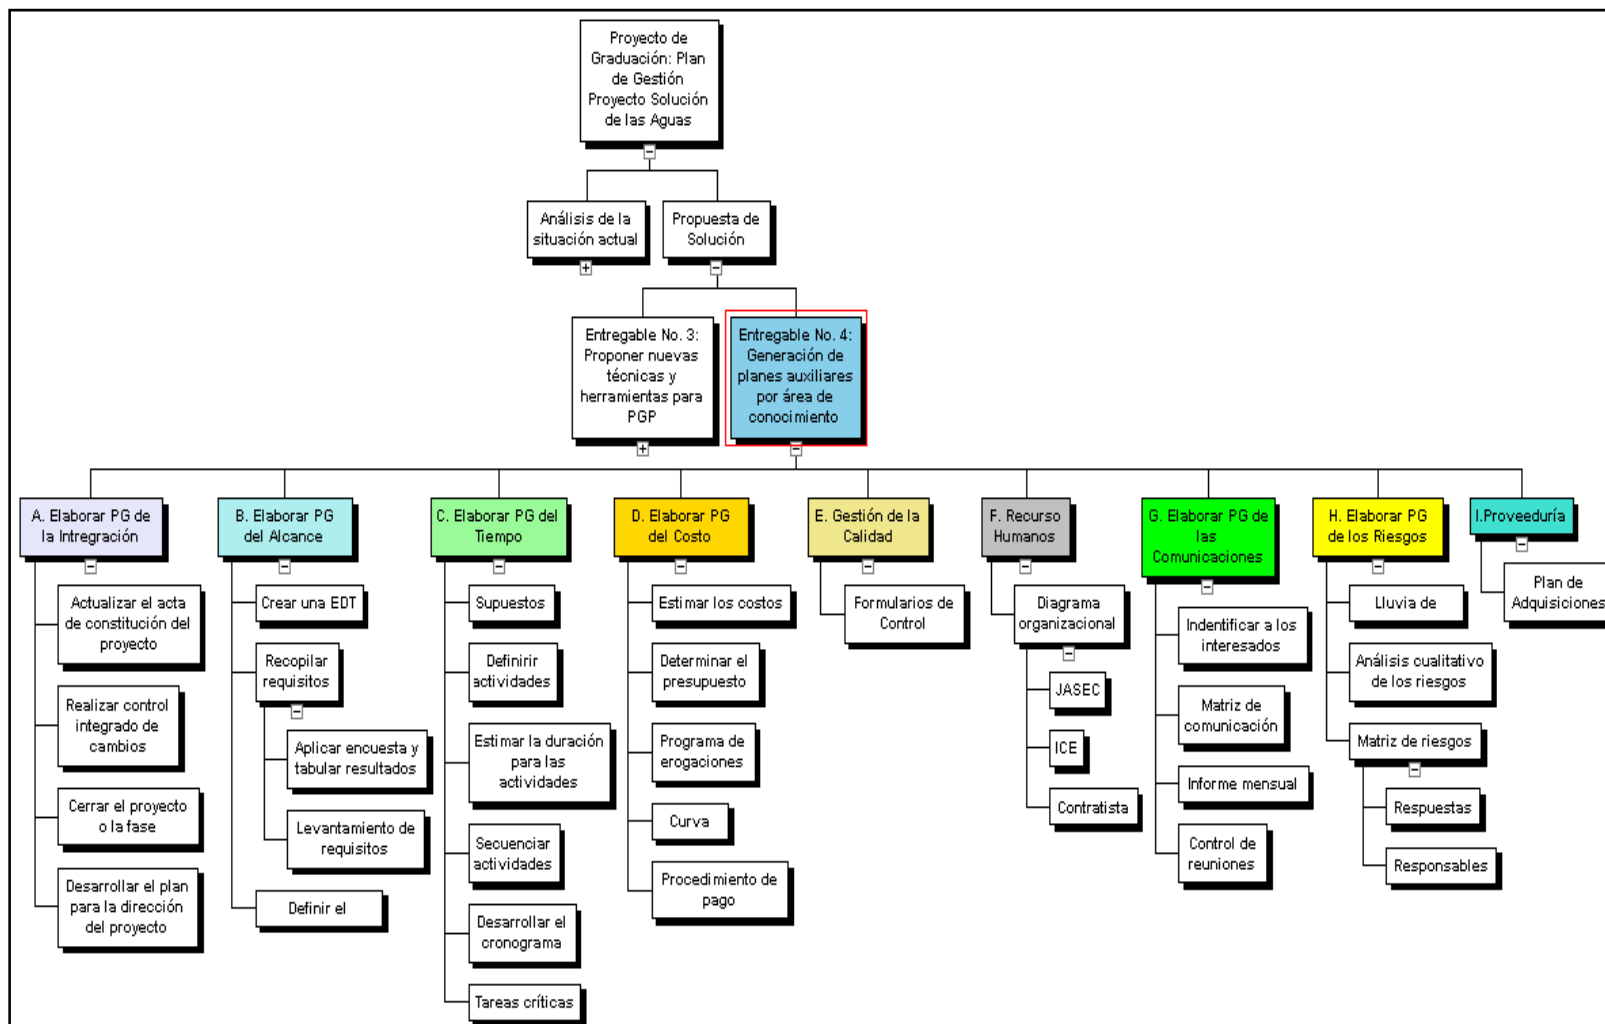 Proyecto de
Graduación: Plan
de Gestión
Proyecto Solución
de las Aguas
Análisis de la
situación actual
Propuesta de
Solución
Entregable No. 3:
Proponer nuevas
técnicas y
herramientas para
PGP
Entregable No. 4:
Generación de
planes auxiliares
por área de
conocimiento
A. Elaborar PG de
la Intregración
Actualizar el acta
de constitución del
proyecto
Realizar control
integrado de
cambios
Cerrar el proyecto
o la fase
Desarrollar el plan
para la dirección
del proyecto
B. Elaborar PG
del Alcance
Crear una EDT
Recopilar
requisitos
Aplicar encuesta y
tabular resultados
Levantamiento de
requisitos
Definir el
C. Elaborar PG del
Tiempo
Supuestos
Definirir
actividades
Estimar la duración
para las
actividades
Secuenciar
actividades
Desarrollar el
cronograma
Tareas críticas
D. Elaborar PG
del Costo
Estimar los costos
Determinar el
presupuesto
Programa de
erogaciones
Curva
Procedimiento de
pago
E. Gestión de la
Calidad
Formularios de
Control
F. Recurso
Humanos
Diagrama
organizacional
JASEC
ICE
Contratista
G. Elaborar PG de
las
Comunicaciones
Indentificar a los
interesados
Matriz de
comunicación
Informe mensual
Control de
reuniones
H. Elaborar PG
de los Riesgos
Lluvia de
Análisis cualitativo
de los riesgos
Matriz de riesgos
Respuestas
Responsables
I.Proveeduría
Plan de
Adquisiciones